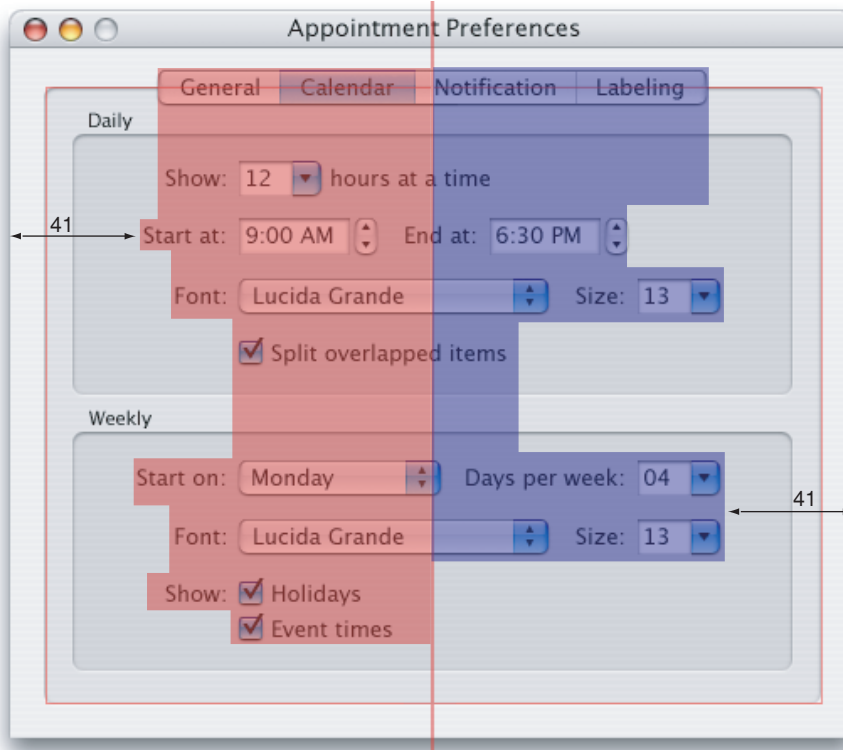 Appointment Preferences
General Calendar Notification Labeling
Daily
Show: 12 hours at a time
41 Start at: 9:00 AM End at: 6:30 PM
Font: Lucida Grande Size: 13
Split overlapped items
Weekly
Start on: Monday Days per week: 04
41
Font: Lucida Grande Size: 13
Show: Holidays
Event times